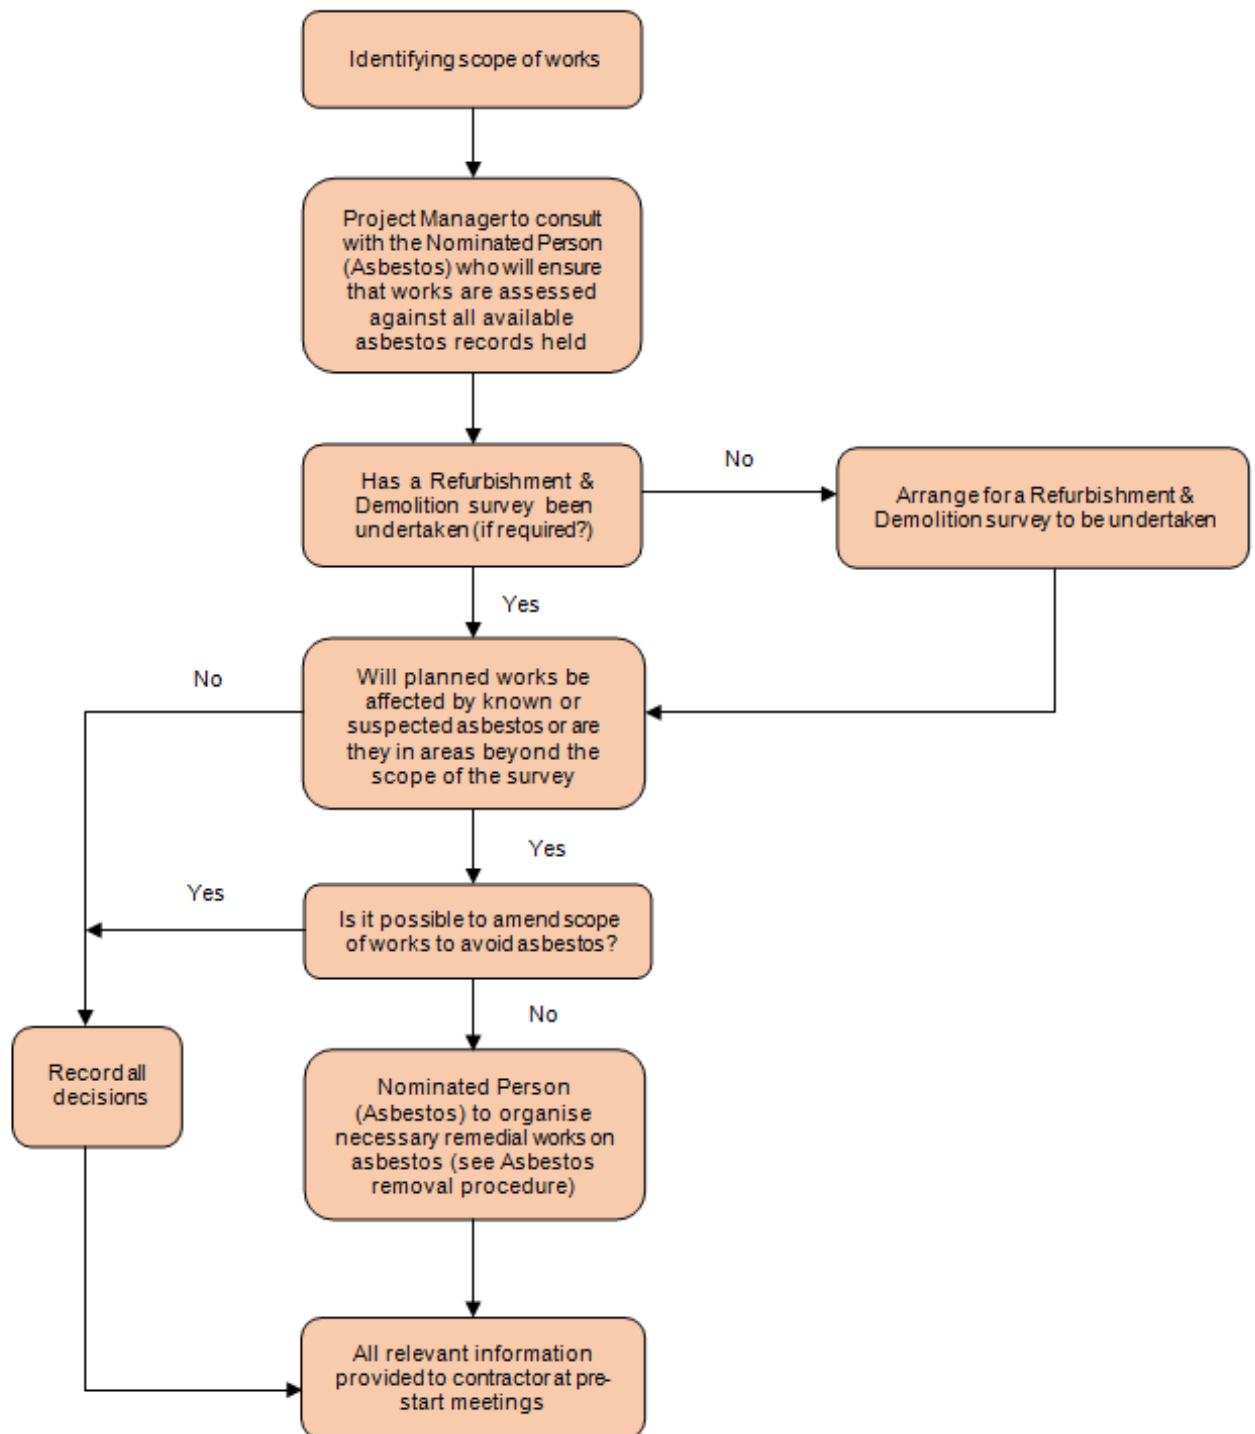 Identifying scope of works
Project Manager to consult
with the Nominated Person
(Asbestos) who will ensure
that works are assessed
against all available
asbestos records held
Has a Refurbishment &
Demolition survey been
undertaken (if required?)
No
Arrange for a Refurbishment &
Demolition survey to be undertaken
Yes
Will planned works be
affected by known or
suspected asbestos or are
they in areas beyond the
scope of the survey
No
Yes
Is it possible to amend scope
of works to avoid asbestos?
Yes
No
Record all
decisions
Nominated Person
(Asbestos) to organise
necessary remedial works on
asbestos (see Asbestos
removal procedure)
All relevant information
provided to contractor at pre-
start meetings